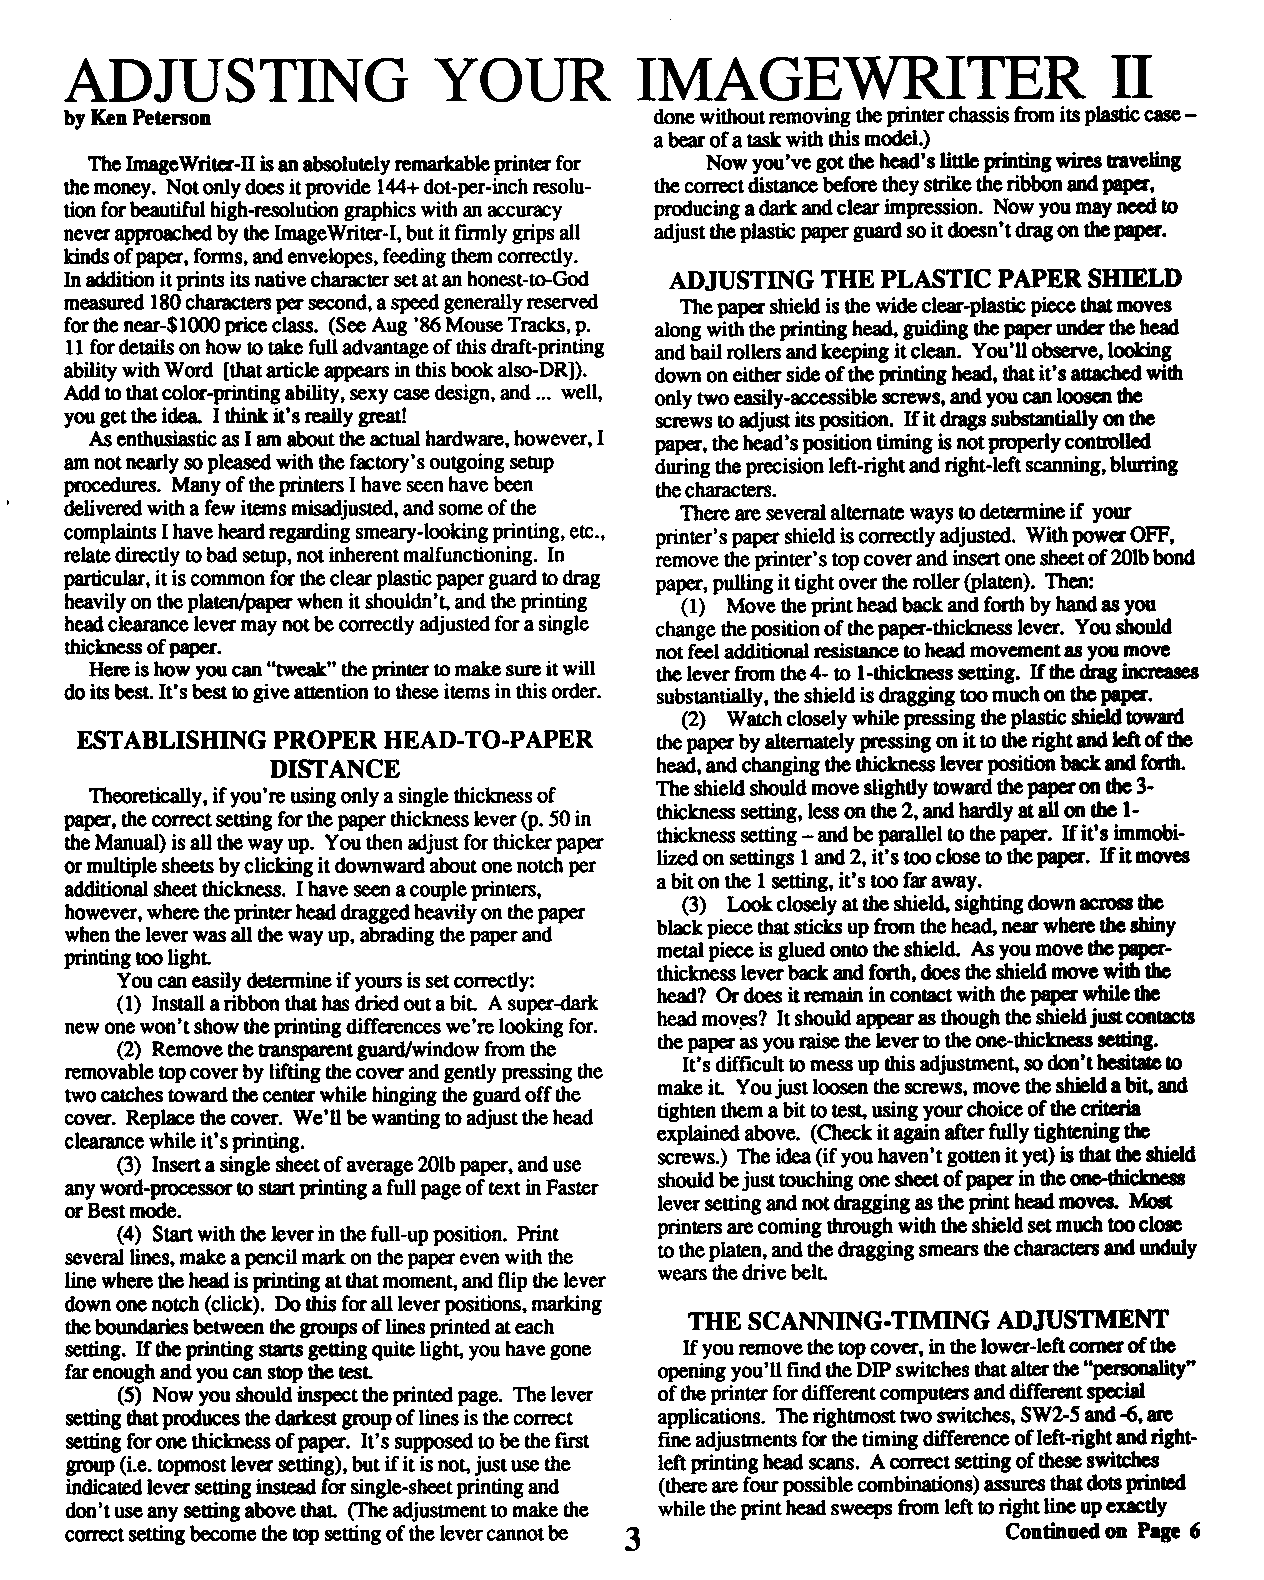 ADJUSTING YOUR IMAGEWRITER II
by Ken Peterson
The ImageWriter-II is an absolutely remarkable printer for
the money. Not only does it provide 144+ dot-per-inch resolu-
tion for beautiful high-resolution graphics with an accuracy
never approached by the ImageWriter-I, but it firmly grips all
kinds of paper, forms, and envelopes, feeding them correctly.
In addition it prints its native character set at an honest-to-God
measured 180 characters per second, a speed generally reserved
for the near-$1000 price class. (See Aug '86 Mouse Tracks, p.
11 for details on how to take full advantage of this draft-printing
ability with Word [that article appears in this book also-DR]).
Add to that color-printing ability, sexy case design, and ... well,
you get the idea. I think it's really great!
As enthusiastic as I am about the actual hardware, however, I
am not nearly so pleased with the factory's outgoing setup
procedures. Many of the printers I have seen have been
delivered with a few items misadjusted, and some of the
complaints I have heard regarding smeary-looking printing, etc.,
relate directly to bad setup, not inherent malfunctioning. In
particular, it is common for the clear plastic paper guard to drag
heavily on the platen/paper when it shouldn't, and the printing
head clearance lever may not be correctly adjusted for a single
thickness of paper.
Here is how you can "tweak" the printer to make sure it will
do its best. It's best to give attention to these items in this order.
ESTABLISHING PROPER HEAD-TO-PAPER
DISTANCE
Theoretically, if you're using only a single thickness of
paper, the correct setting for the paper thickness lever (p. 50 in
the Manual) is all the way up. You then adjust for thicker paper
or multiple sheets by clicking it downward about one notch per
additional sheet thickness. I have seen a couple printers,
however, where the printer head dragged heavily on the paper
when the lever was all the way up, abrading the paper and
printing too light.
You can easily determine if yours is set correctly:
(1) Install a ribbon that has dried out a bit. A super-dark
new one won't show the printing differences we're looking for.
(2) Remove the transparent guard/window from the
removable top cover by lifting the cover and gently pressing the
two catches toward the center while hinging the guard off the
cover. Replace the cover. We'll be wanting to adjust the head
clearance while it's printing.
(3) Insert a single sheet of average 20lb paper, and use
any word-processor to start printing a full page of text in Faster
or Best mode.
(4) Start with the lever in the full-up position. Print
several lines, make a pencil mark on the paper even with the
line where the head is printing at that moment, and flip the lever
down one notch (click). Do this for all lever positions, marking
the boundaries between the groups of lines printed at each
setting. If the printing starts getting quite light, you have gone
far enough and you can stop the test.
(5) Now you should inspect the printed page. The lever
setting that produces the darkest group of lines is the correct
setting for one thickness of paper. It's supposed to be the first
group (i.e. topmost lever setting), but if it is not, just use the
indicated lever setting instead for single-sheet printing and
don't use any setting above that. (The adjustment to make the
correct setting become the top setting of the lever cannot be
done without removing the printer chassis from its plastic case –
a bear of a task with this model.)
Now you've got the head's little printing wires traveling
the correct distance before they strike the ribbon and paper,
producing a dark and clear impression. Now you may need to
adjust the plastic paper guard so it doesn't drag on the paper.
ADJUSTING THE PLASTIC PAPER SHIELD
The paper shield is the wide clear-plastic piece that moves
along with the printing head, guiding the paper under the head
and bail rollers and keeping it clean. You'll observe, looking
down on either side of the printing head, that it's attached with
only two easily-accessible screws, and you can loosen the
screws to adjust its position. If it drags substantially on the
paper, the head's position timing is not properly controlled
during the precision left-right and right-left scanning, blurring
the characters.
There are several alternate ways to determine if your
printer's paper shield is correctly adjusted. With power OFF,
remove the printer's top cover and insert one sheet of 20lb bond
paper, pulling it tight over the roller (platen). Then:
(1) Move the print head back and forth by hand as you
change the position of the paper-thickness lever. You should
not feel additional resistance to head movement as you move
the lever from the 4- to 1-thickness setting. If the drag increases
substantially, the shield is dragging too much on the paper.
(2) Watch closely while pressing the plastic shield toward
the paper by alternately pressing on it to the right and left of the
head, and changing the thickness lever position back and forth.
The shield should move slightly toward the paper on the 3-
thickness setting, less on the 2, and hardly at all on the 1-
thickness setting – and be parallel to the paper. If it's immobi-
lized on settings 1 and 2, it's too close to the paper. If it moves
a bit on the 1 setting, it's too far away.
(3) Look closely at the shield, sighting down across the
black piece that sticks up from the head, near where the shiny
metal piece is glued onto the shield. As you move the paper-
thickness lever back and forth, does the shield move with the
head? Or does it remain in contact with the paper while the
head moves? It should appear as though the shield just contacts
the paper as you raise the lever to the one-thickness setting.
It's difficult to mess up this adjustment, so don't hesitate to
make it. You just loosen the screws, move the shield a bit, and
tighten them a bit to test, using your choice of the criteria
explained above. (Check it again after fully tightening the
screws.) The idea (if you haven't gotten it yet) is that the shield
should be just touching one sheet of paper in the one-thickness
lever setting and not dragging as the print head moves. Most
printers are coming through with the shield set much too close
to the platen, and the dragging smears the characters and unduly
wears the drive belt.
THE SCANNING-TIMING ADJUSTMENT
If you remove the top cover, in the lower-left corner of the
opening you'll find the DIP switches that alter the "personality"
of the printer for different computers and different special
applications. The rightmost two switches, SW2-5 and -6, are
fine adjustments for the timing difference of left-right and right-
left printing head scans. A correct setting of these switches
(there are four possible combinations) assures that dots printed
while the print head sweeps from left to right line up exactly
Continued on Page 6
3